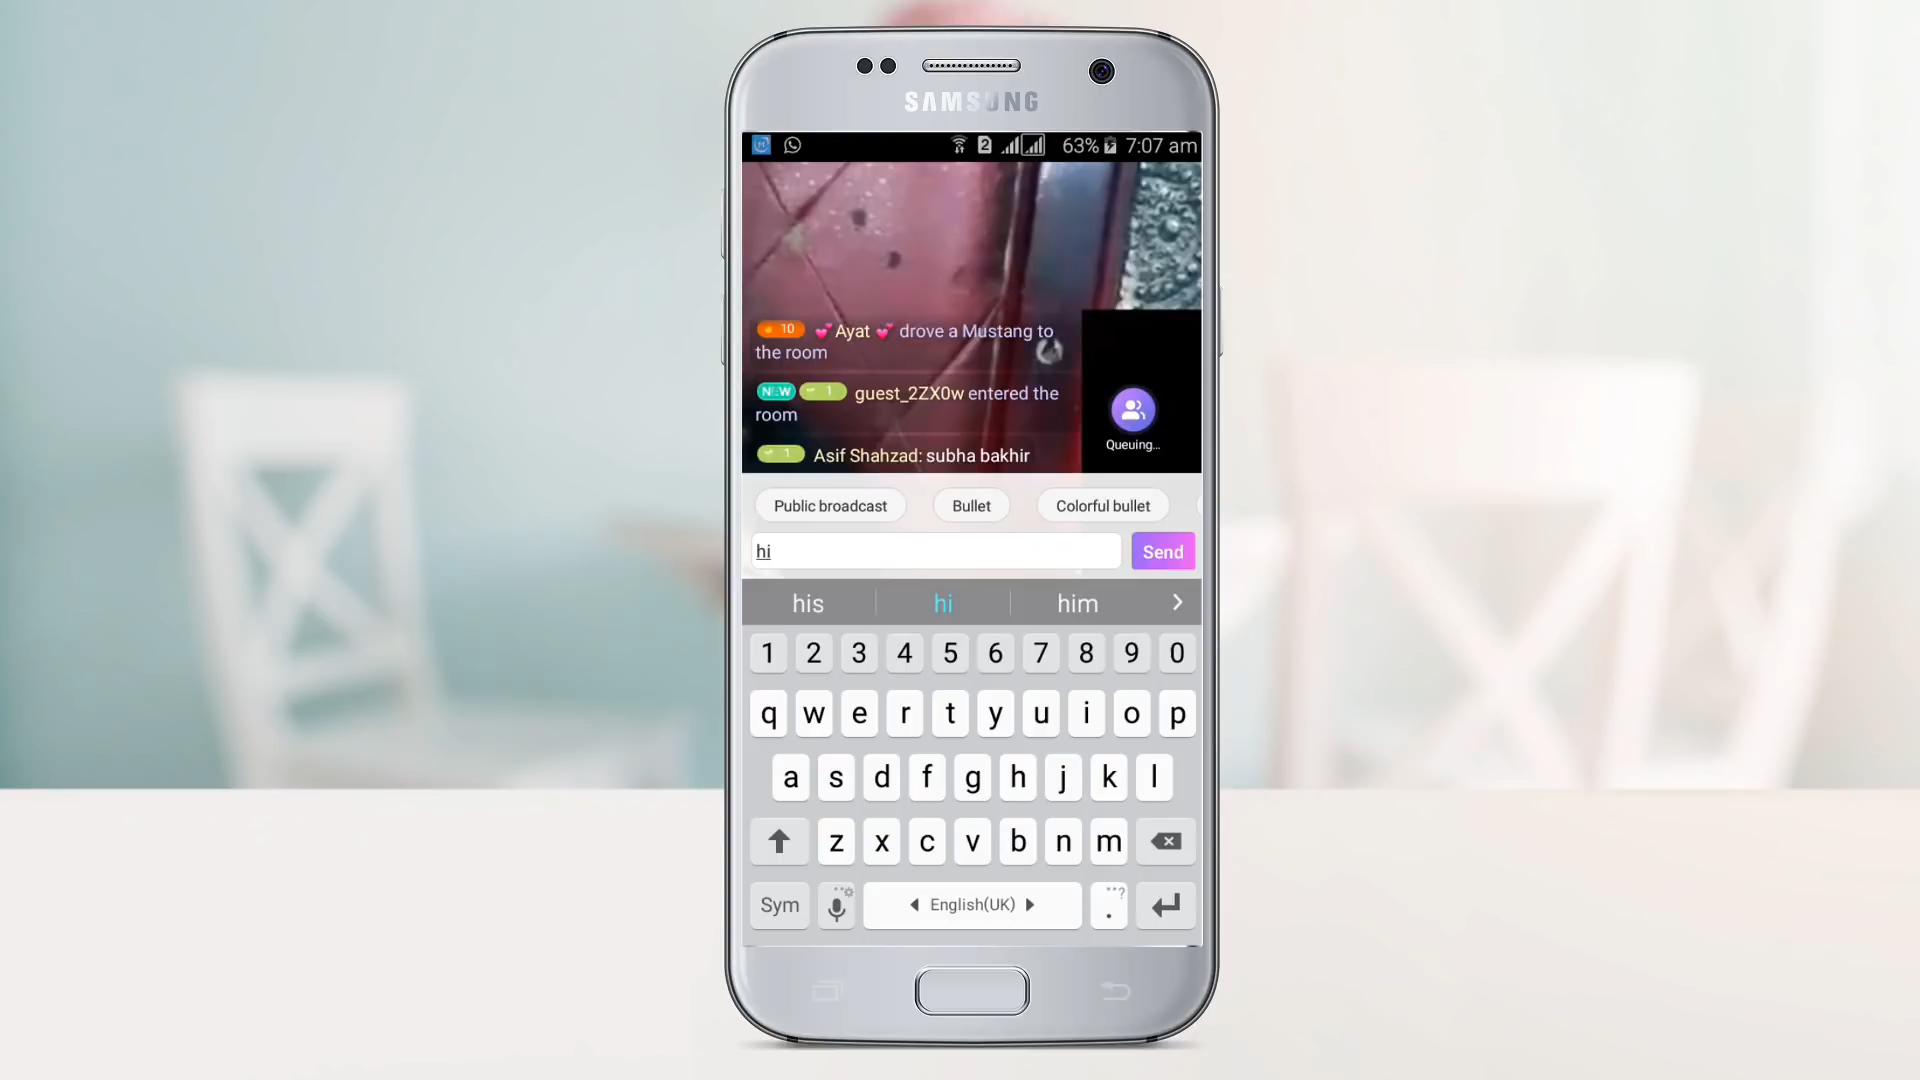 SAMSUNG
2 63% 7:07 am
10 💕 Ayat 💕 drove a Mustang to
the room
NEW 1 guest_2ZX0w entered the
room
1 Asif Shahzad: subha bakhir
Queuing...
Public broadcast Bullet Colorful bullet
hi
Send
his hi him
1 2 3 4 5 6 7 8 9 0
q w e r t y u i o p
a s d f g h j k l
z x c v b n m
Sym English(UK) . ?